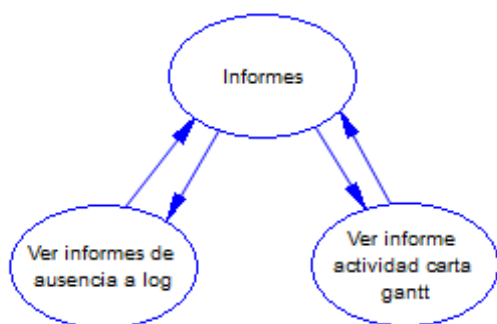 Informes
Ver informes de
ausencia a log
Ver informe
actividad carta
gantt